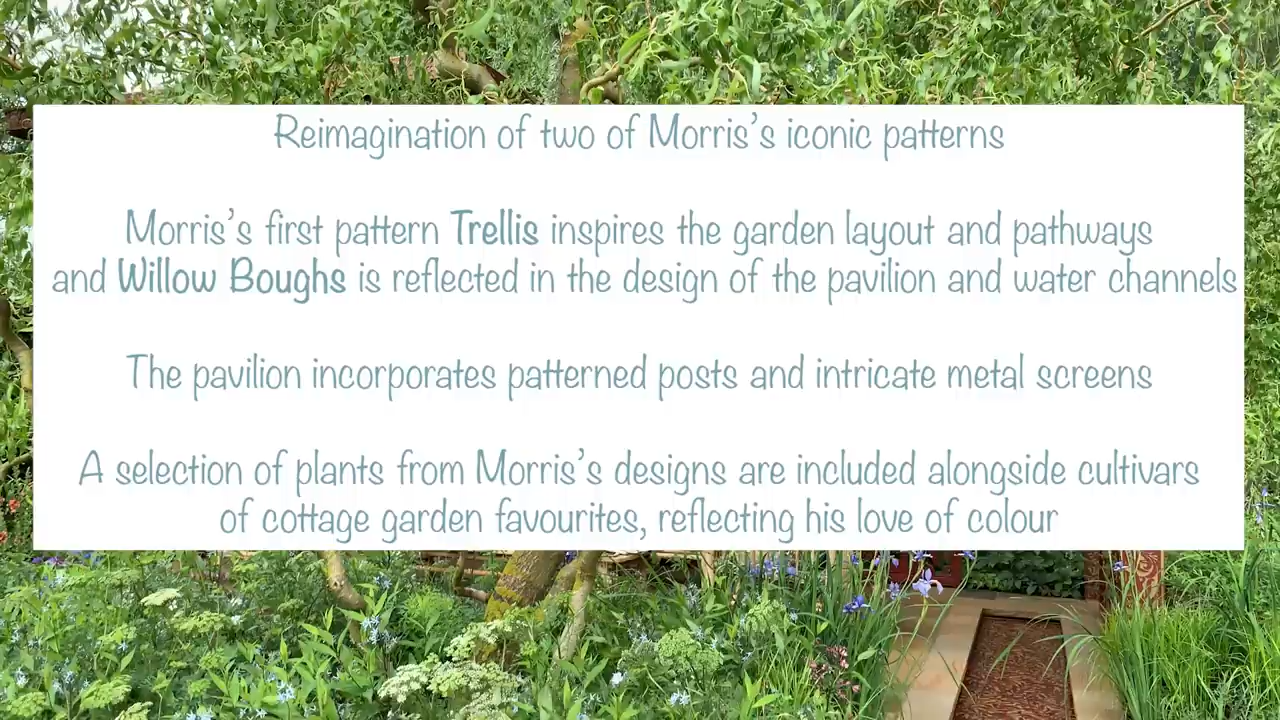 Reimagination of two of Morris's iconic patterns
Morris's first pattern Trellis inspires the garden layout and pathways
and Willow Boughs is reflected in the design of the pavilion and water channels
The pavilion incorporates patterned posts and intricate metal screens
A selection of plants from Morris's designs are included alongside cultivars
of cottage garden favourites, reflecting his love of colour